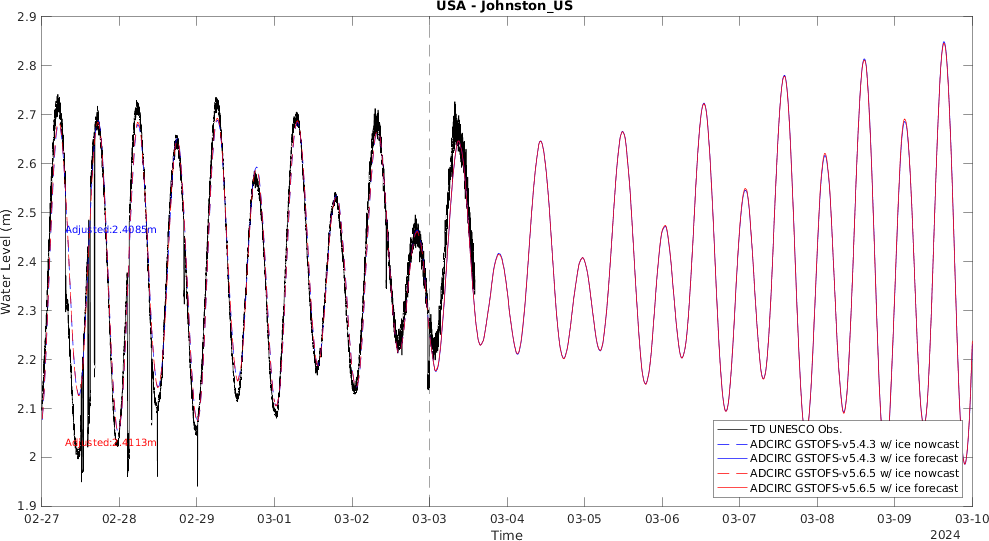 USA - Johnston_US
2.9
2.8
2.7
2.6
2.5
2.4
2.3
2.2
2.1
2
1.9
Water Level (m)
Adjusted:2.4085m
Adjusted:2.4113m
TD UNESCO Obs.
ADCIRC GSTOFS-v5.4.3 w/ ice nowcast
ADCIRC GSTOFS-v5.4.3 w/ ice forecast
ADCIRC GSTOFS-v5.6.5 w/ ice nowcast
ADCIRC GSTOFS-v5.6.5 w/ ice forecast
02-27 02-28 02-29 03-01 03-02 03-03 03-04 03-05 03-06 03-07 03-08 03-09 03-10
Time
2024